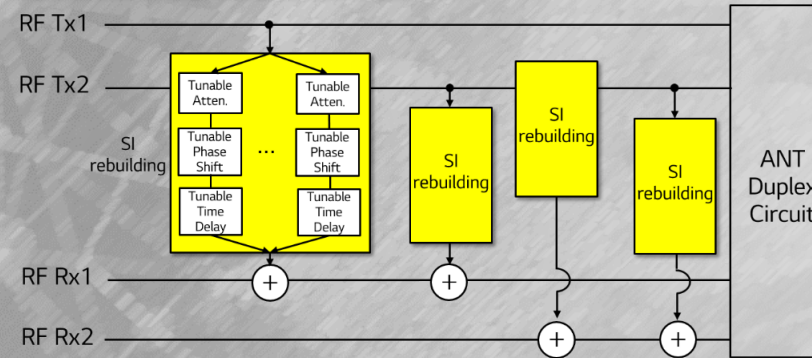 RF Tx1
RF Tx2
SI
rebuilding
Tunable
Atten.
Tunable
Phase
Shift
Tunable
Time
Delay
...
Tunable
Atten.
Tunable
Phase
Shift
Tunable
Time
Delay
SI
rebuilding
SI
rebuilding
SI
rebuilding
ANT
Duplex
Circuit
RF Rx1
+
+
RF Rx2
+
+